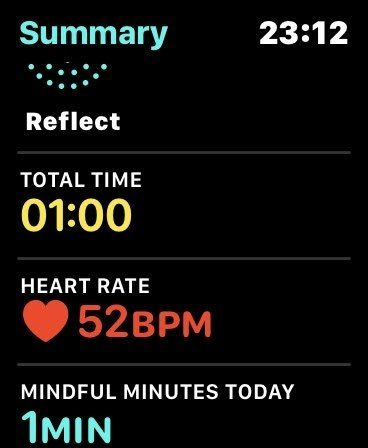 Summary 23:12
Reflect
TOTAL TIME
01:00
HEART RATE
52BPM
MINDFUL MINUTES TODAY
1MIN